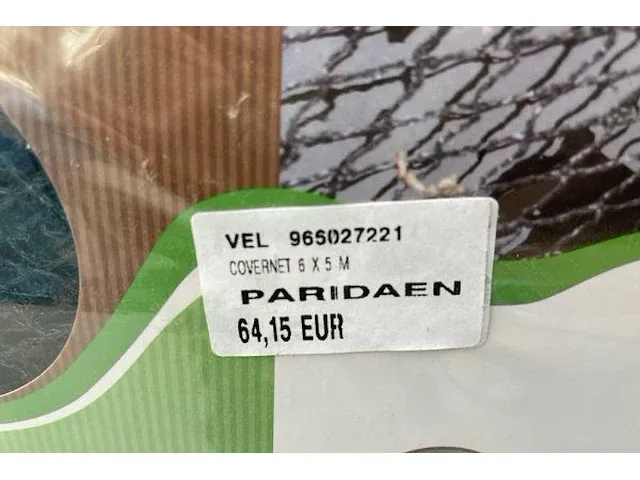 VEL 965027221
COVERNET 6 X 5 M
PARIDAEN
64,15 EUR